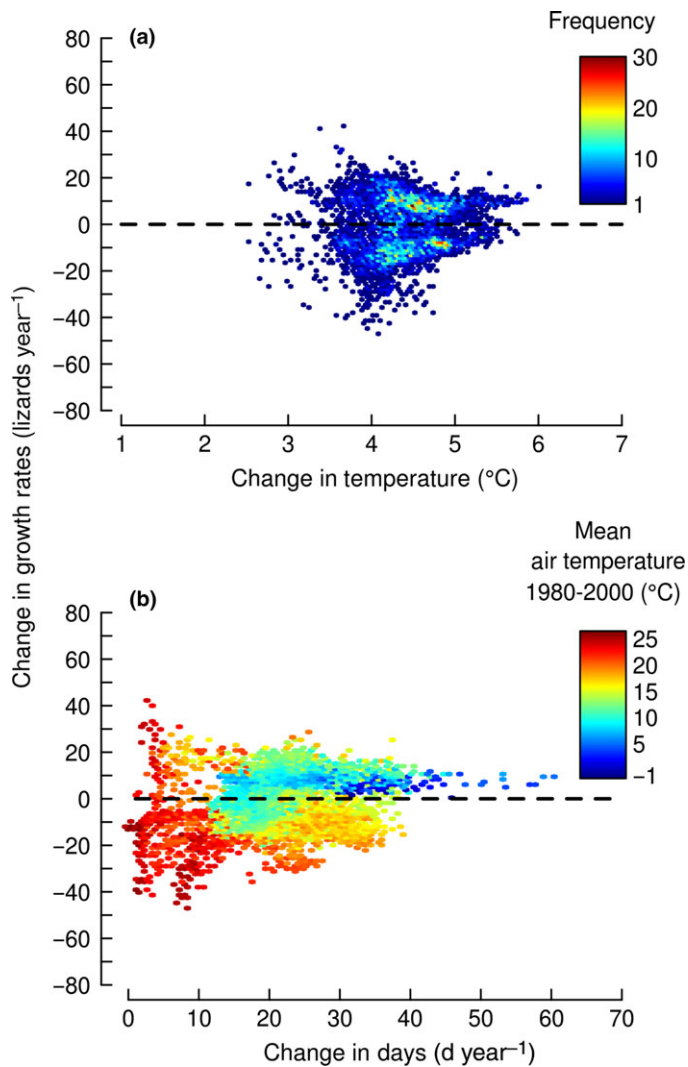 (a)
Frequency
30
20
10
1
80
60
40
20
0
−20
−40
−60
−80
1 2 3 4 5 6 7
Change in temperature (°C)
Change in growth rates (lizards year⁻¹)
(b)
Mean
air temperature
1980-2000 (°C)
25
20
15
10
5
−1
80
60
40
20
0
−20
−40
−60
−80
0 10 20 30 40 50 60 70
Change in days (d year⁻¹)